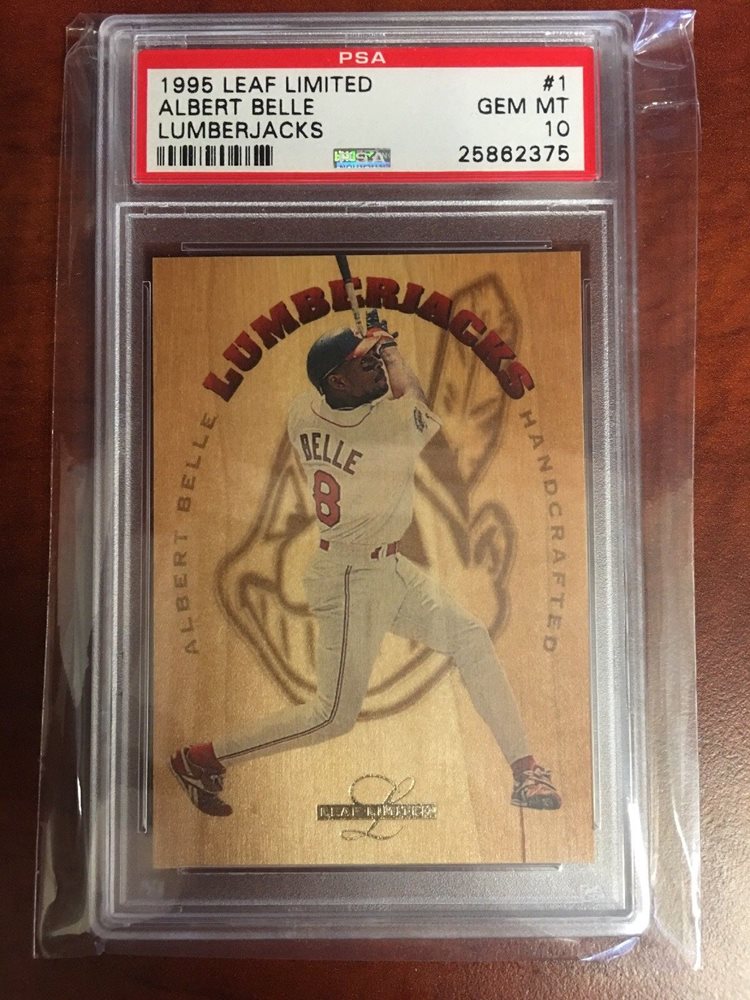 PSA
1995 LEAF LIMITED #1
ALBERT BELLE GEM MT
LUMBERJACKS 10
25862375
LUMBERJACKS
ALBERT BELLE
HANDCRAFTED
BELLE
8
L
LEAF LIMITED